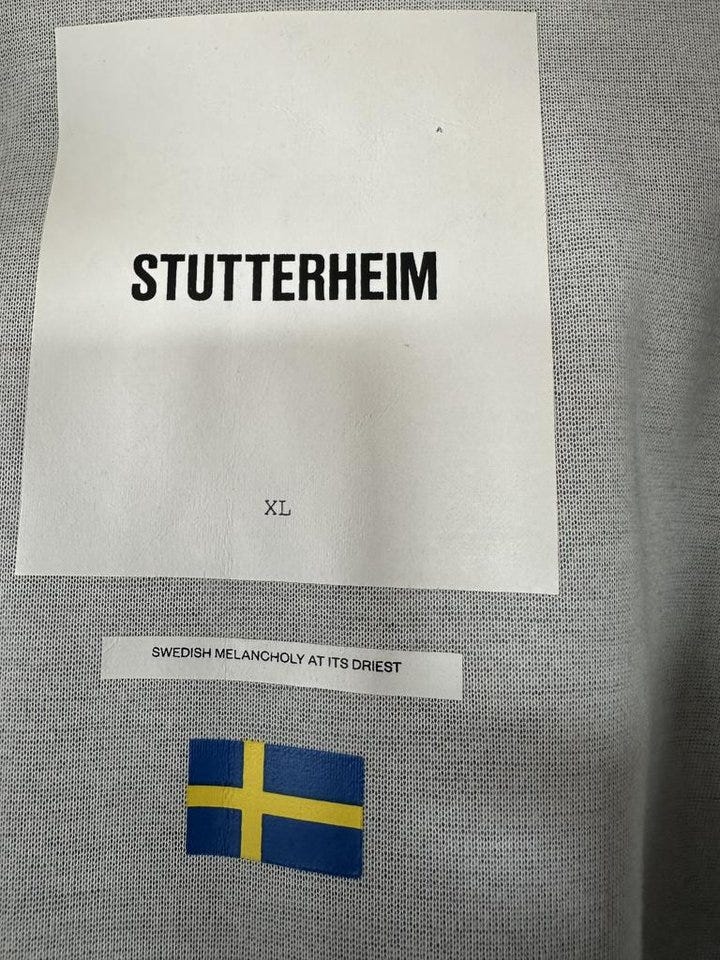 STUTTERHEIM
XL
SWEDISH MELANCHOLY AT ITS DRIEST